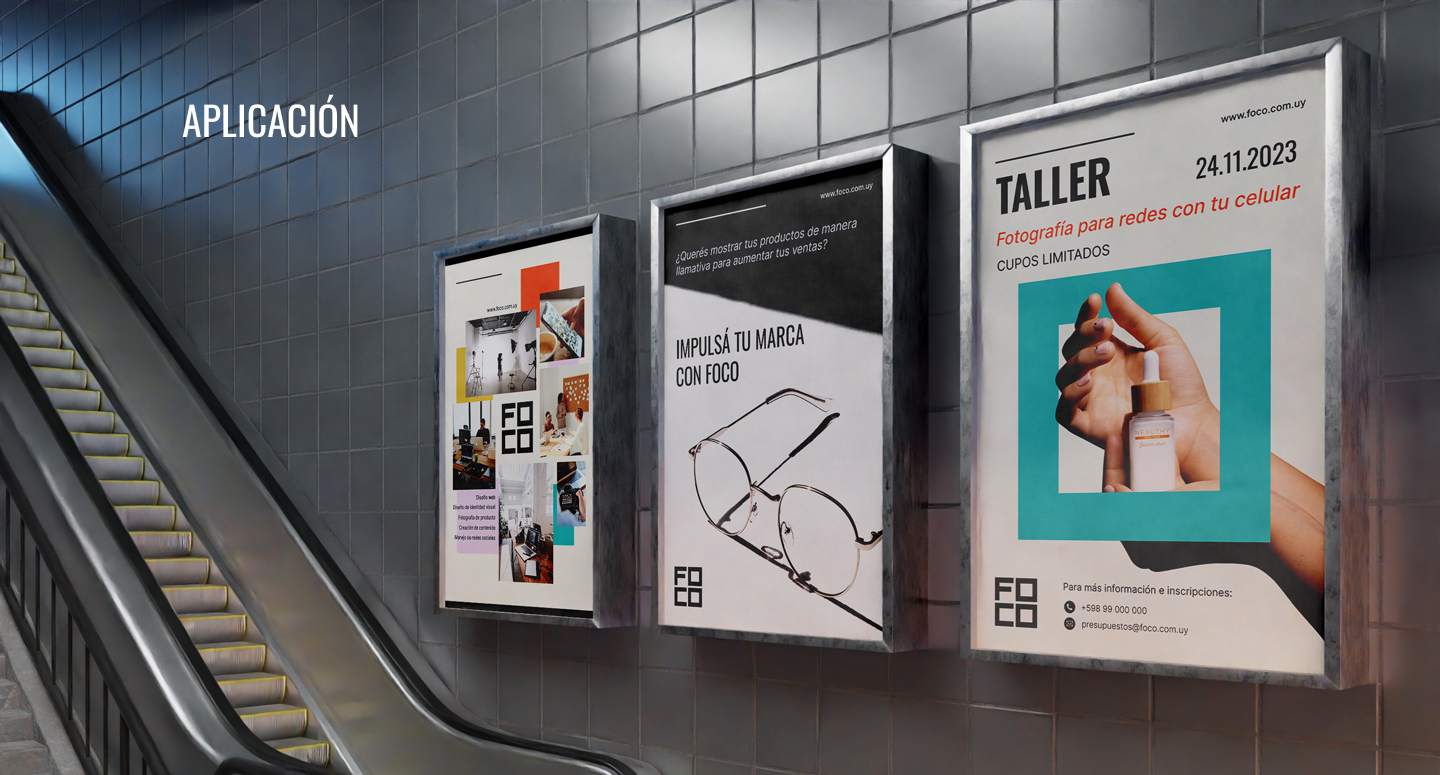 APLICACIÓN
www.foco.com.uy
FO
CO
Diseño web
Diseño de identidad visual
Fotografía de producto
Creación de contenido
Manejo de redes sociales
www.foco.com.uy
¿Querés mostrar tus productos de manera
llamativa para aumentar tus ventas?
IMPULSÁ TU MARCA
CON FOCO
FO
CO
www.foco.com.uy
TALLER
24.11.2023
Fotografía para redes con tu celular
CUPOS LIMITADOS
HEALTHY
FO
CO
Para más información e inscripciones:
+598 99 000 000
presupuestos@foco.com.uy